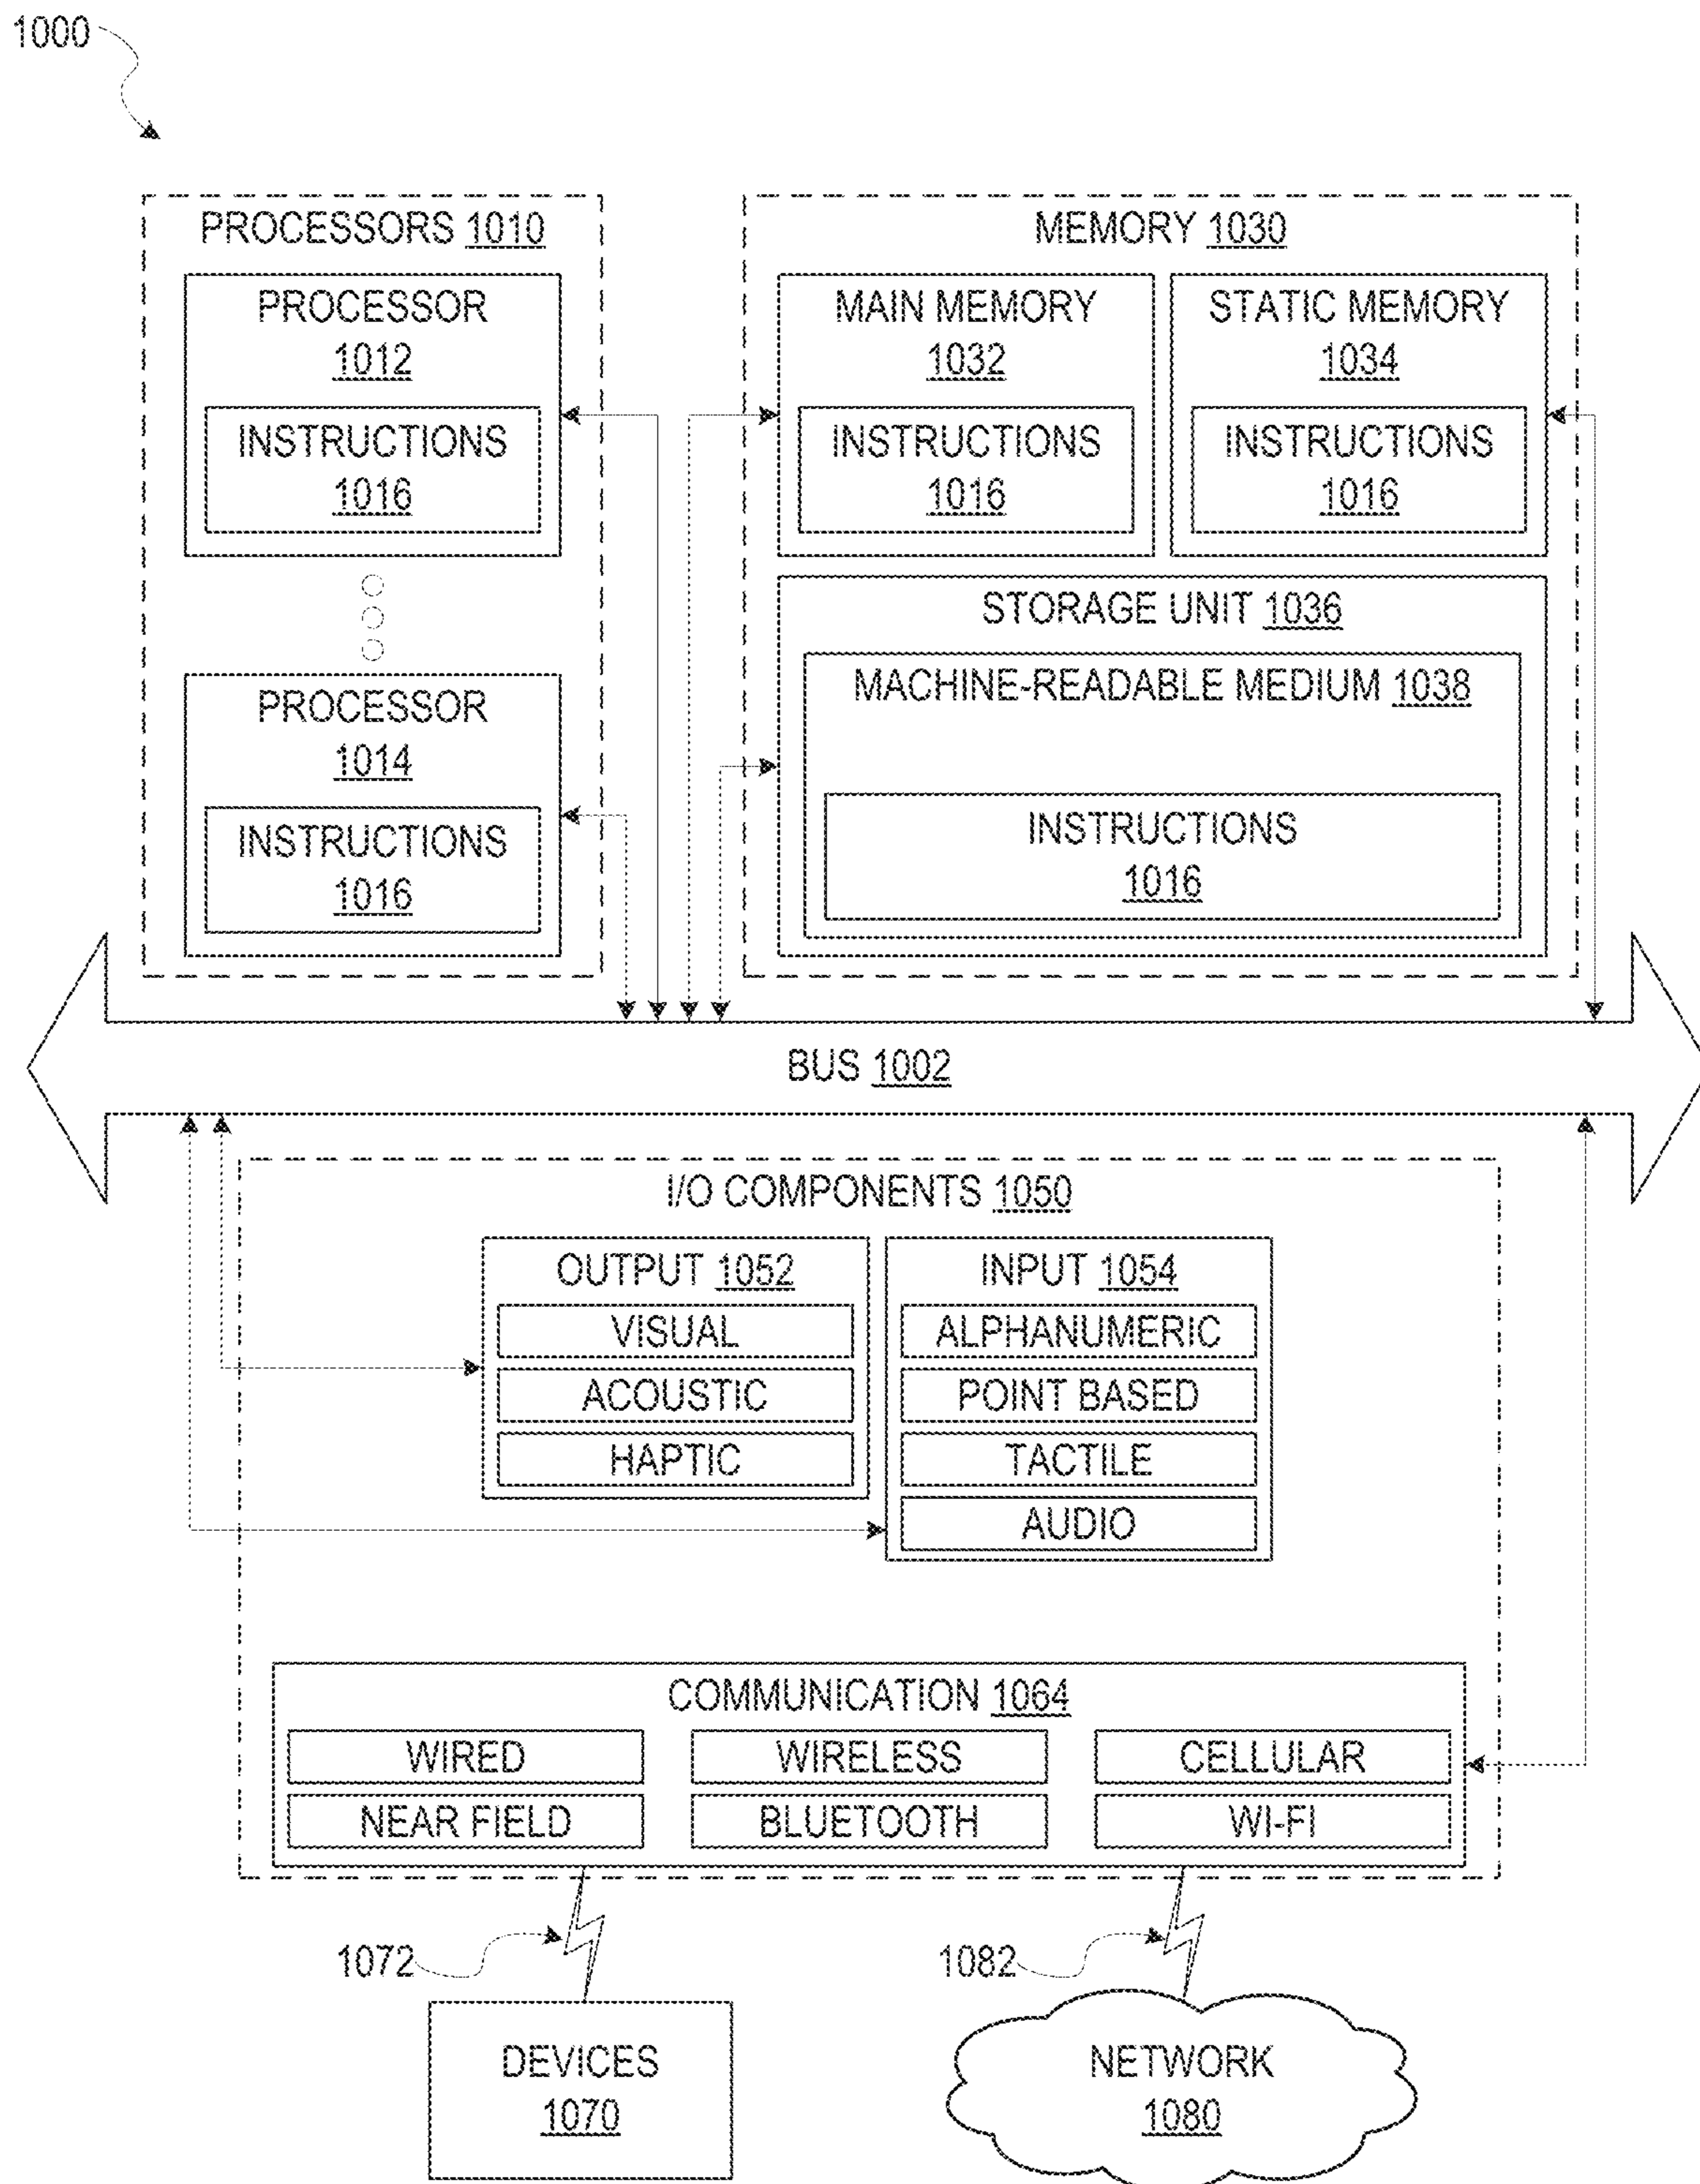 1000
PROCESSORS 1010
PROCESSOR
1012
INSTRUCTIONS
1016
PROCESSOR
1014
INSTRUCTIONS
1016
MEMORY 1030
MAIN MEMORY
1032
INSTRUCTIONS
1016
STATIC MEMORY
1034
INSTRUCTIONS
1016
STORAGE UNIT 1036
MACHINE-READABLE MEDIUM 1038
INSTRUCTIONS
1016
BUS 1002
I/O COMPONENTS 1050
OUTPUT 1052
VISUAL
ACOUSTIC
HAPTIC
INPUT 1054
ALPHANUMERIC
POINT BASED
TACTILE
AUDIO
COMMUNICATION 1064
WIRED
WIRELESS
CELLULAR
NEAR FIELD
BLUETOOTH
WI-FI
1072
1082
DEVICES
1070
NETWORK
1080